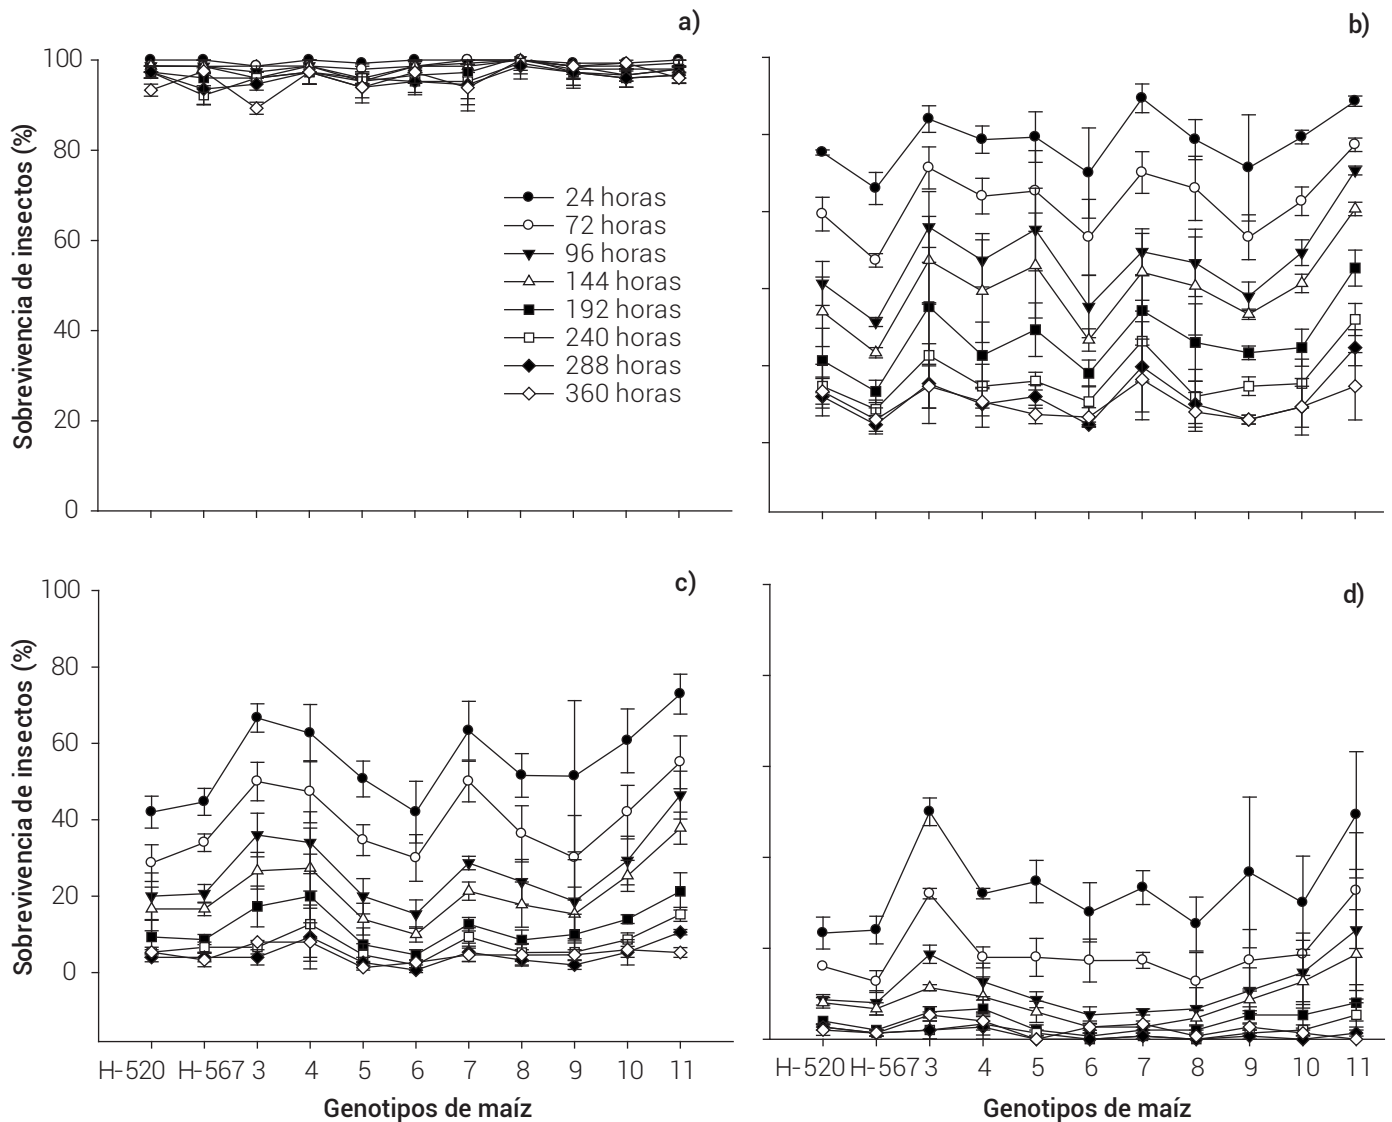 a)
b)
100
80
60
40
20
0
Sobrevivencia de insectos (%)
24 horas
72 horas
96 horas
144 horas
192 horas
240 horas
288 horas
360 horas
c)
d)
100
80
60
40
20
0
Sobrevivencia de insectos (%)
H-520 H-567 3 4 5 6 7 8 9 10 11
Genotipos de maíz
H-520 H-567 3 4 5 6 7 8 9 10 11
Genotipos de maíz